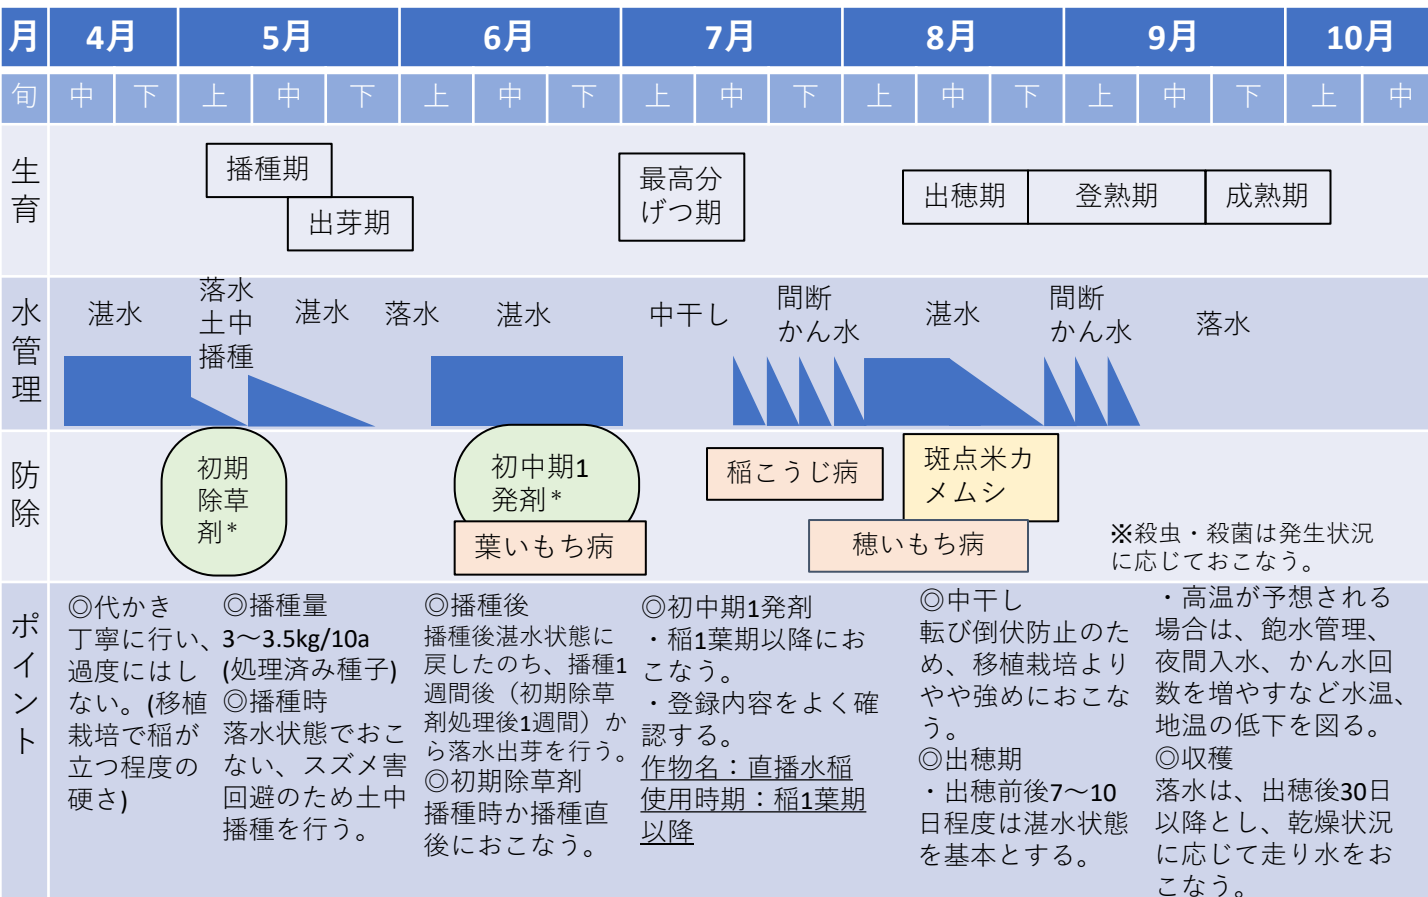 月 4月 5月 6月 7月 8月 9月 10月
旬 中 下 上 中 下 上 中 下 上 中 下 上 中 下 上 中 下 上 中
生育
播種期
出芽期
最高分
げつ期
出穂期
登熟期
成熟期
水管理
湛水
落水
土中
播種
湛水
落水
湛水
中干し
間断
かん水
湛水
間断
かん水
落水
防除
初期
除草
剤*
初中期1
発剤*
葉いもち病
稲こうじ病
穂いもち病
斑点米カ
メムシ
※殺虫・殺菌は発生状況
に応じておこなう。
ポイント
◎代かき
丁寧に行い、
過度にはし
ない。(移植
栽培で稲が
立つ程度の
硬さ)
◎播種量
3～3.5kg/10a
(処理済み種子)
◎播種時
落水状態でおこ
ない、スズメ害
回避のため土中
播種を行う。
◎播種後
播種後湛水状態に
戻したのち、播種1
週間後（初期除草
剤処理後1週間）か
ら落水出芽を行う。
◎初期除草剤
播種時か播種直
後におこなう。
◎初中期1発剤
・稲1葉期以降にお
こなう。
・登録内容をよく確
認する。
作物名：直播水稲
使用時期：稲1葉期
以降
◎中干し
転び倒伏防止のた
め、移植栽培より
やや強めにおこな
う。
◎出穂期
・出穂前後7～10
日程度は湛水状態
を基本とする。
・高温が予想される
場合は、飽水管理、
夜間入水、かん水回
数を増やすなど水温、
地温の低下を図る。
◎収穫
落水は、出穂後30日
以降とし、乾燥状況
に応じて走り水をお
こなう。